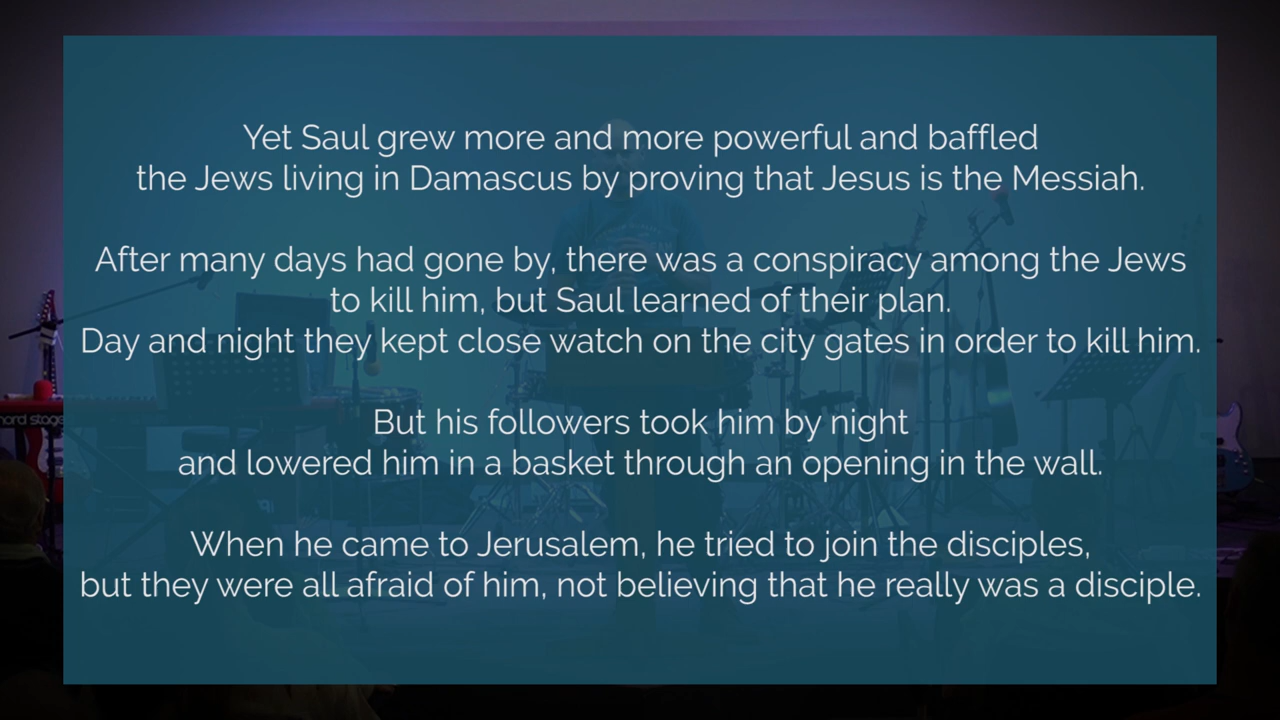 Yet Saul grew more and more powerful and baffled
the Jews living in Damascus by proving that Jesus is the Messiah.
After many days had gone by, there was a conspiracy among the Jews
to kill him, but Saul learned of their plan.
Day and night they kept close watch on the city gates in order to kill him.
But his followers took him by night
and lowered him in a basket through an opening in the wall.
When he came to Jerusalem, he tried to join the disciples,
but they were all afraid of him, not believing that he really was a disciple.
nord stage